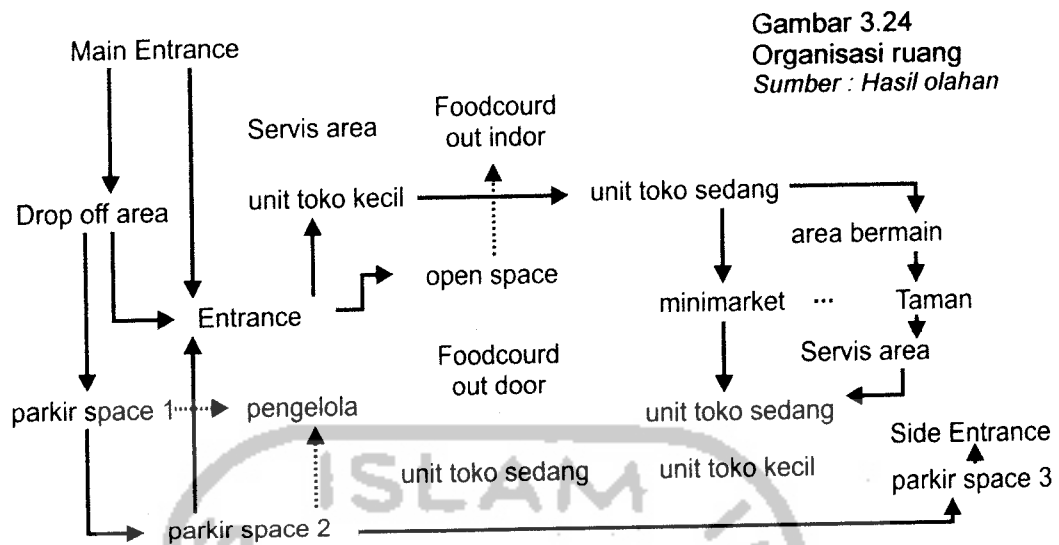 Gambar 3.24
Organisasi ruang
Sumber : Hasil olahan
Main Entrance
Servis area
Foodcourd
out indor
Drop off area
unit toko kecil
unit toko sedang
area bermain
open space
Entrance
minimarket ...
Taman
Foodcourd
out door
Servis area
parkir space 1
pengelola
unit toko sedang
Side Entrance
unit toko sedang
unit toko kecil
parkir space 3
parkir space 2
ISLAM